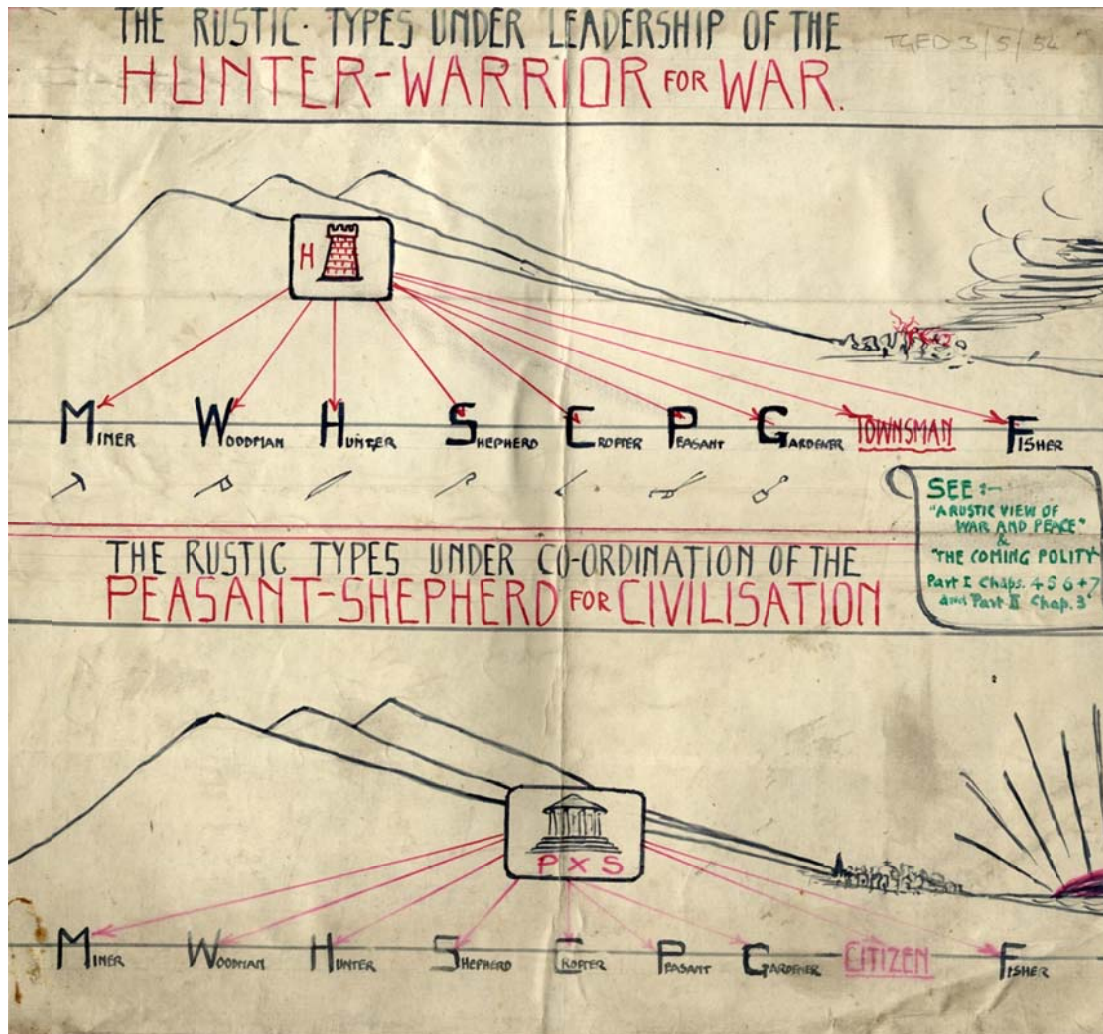 THE RUSTIC-TYPES UNDER LEADERSHIP OF THE
TGED 3/5/54
HUNTER-WARRIOR FOR WAR.
H
MINER WOODMAN HUNTER SHEPHERD CROFTER PEASANT GARDENER TOWNSMAN FISHER
SEE :-
"A RUSTIC VIEW OF
WAR AND PEACE"
&
"THE COMING POLITY"
Part I Chaps. 4 5 6 + 7
and Part II Chap. 3
THE RUSTIC TYPES UNDER CO-ORDINATION OF THE
PEASANT-SHEPHERD FOR CIVILISATION
P X S
MINER WOODMAN HUNTER SHEPHERD CROFTER PEASANT GARDENER CITIZEN FISHER